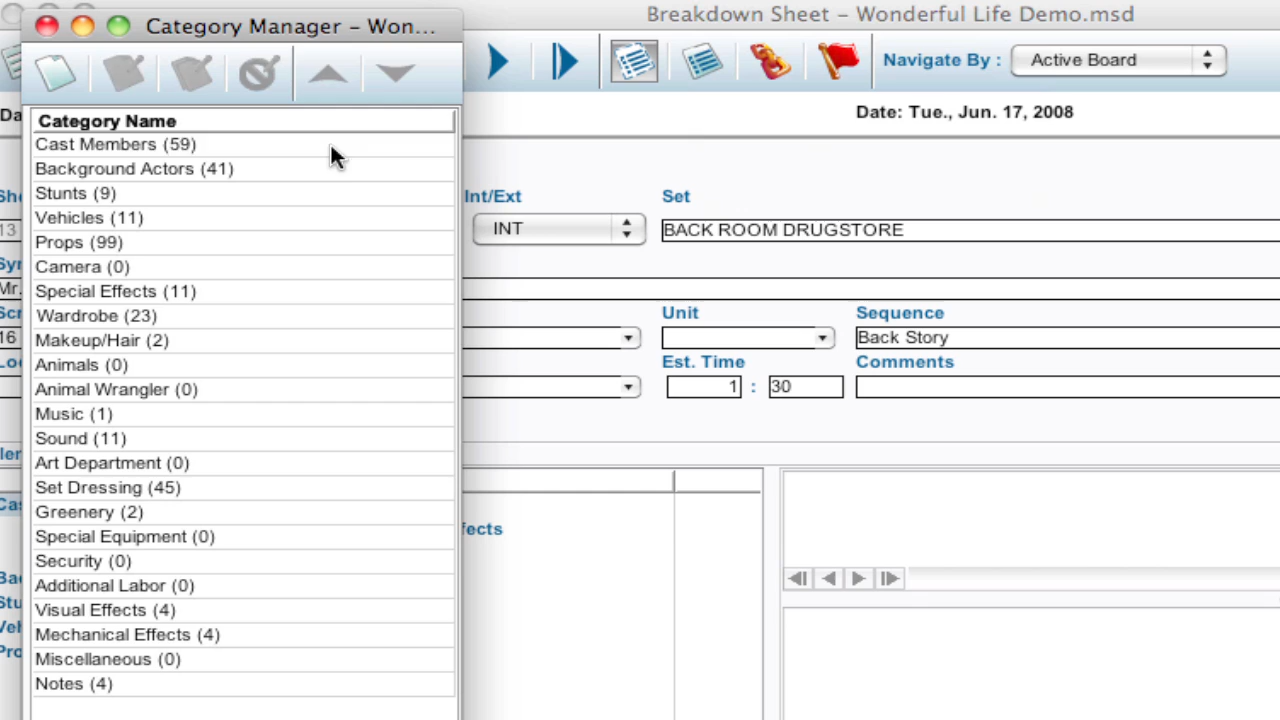 Category Manager – Won...
Breakdown Sheet – Wonderful Life Demo.msd
Navigate By :
Active Board
Category Name
Cast Members (59)
Background Actors (41)
Stunts (9)
Vehicles (11)
Props (99)
Camera (0)
Special Effects (11)
Wardrobe (23)
Makeup/Hair (2)
Animals (0)
Animal Wrangler (0)
Music (1)
Sound (11)
Art Department (0)
Set Dressing (45)
Greenery (2)
Special Equipment (0)
Security (0)
Additional Labor (0)
Visual Effects (4)
Mechanical Effects (4)
Miscellaneous (0)
Notes (4)
Date: Tue., Jun. 17, 2008
Int/Ext
Set
13
INT
BACK ROOM DRUGSTORE
Mr.
Unit
Sequence
16
Back Story
Est. Time
Comments
1 : 30
fects